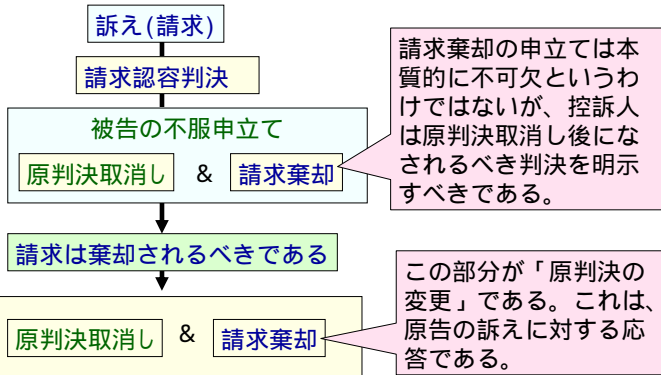 訴え(請求)
請求認容判決
被告の不服申立て
原判決取消し & 請求棄却
請求棄却の申立ては本
質的に不可欠というわ
けではないが、控訴人
は原判決取消し後にな
されるべき判決を明示
すべきである。
請求は棄却されるべきである
原判決取消し & 請求棄却
この部分が「原判決の
変更」である。これは、
原告の訴えに対する応
答である。